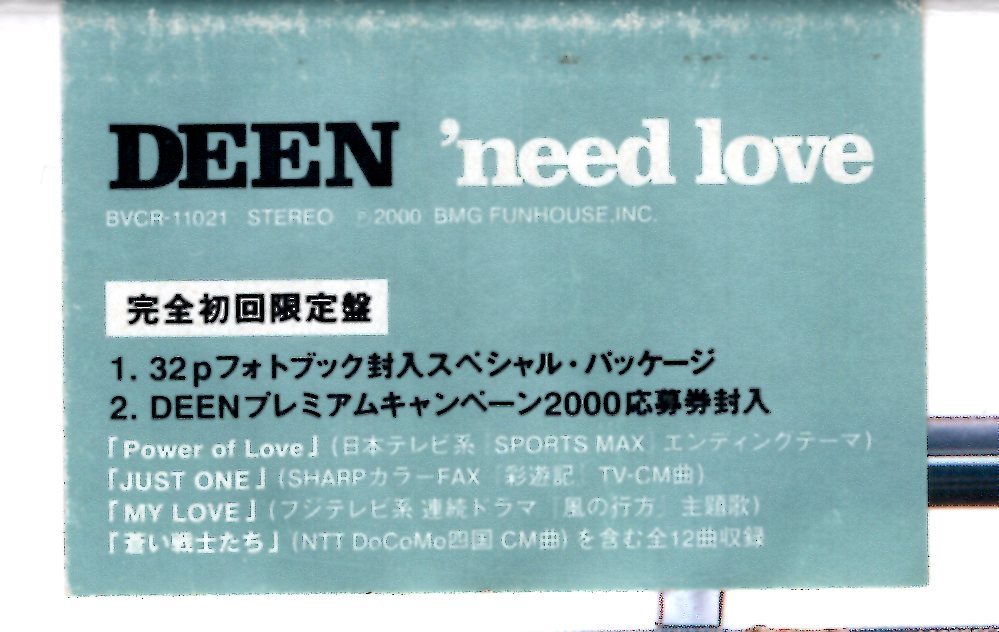 DEEN 'need love
BVCR-11021 STEREO Ⓟ2000 BMG FUNHOUSE,INC.
完全初回限定盤
1. 32pフォトブック封入スペシャル・パッケージ
2. DEENプレミアムキャンペーン2000応募券封入
『Power of Love』(日本テレビ系「SPORTS MAX」エンディングテーマ)
『JUST ONE』(SHARPカラーFAX「彩遊記」TV-CM曲)
『MY LOVE』(フジテレビ系 連続ドラマ「風の行方」主題歌)
『蒼い戦士たち』(NTT DoCoMo四国 CM曲)を含む全12曲収録